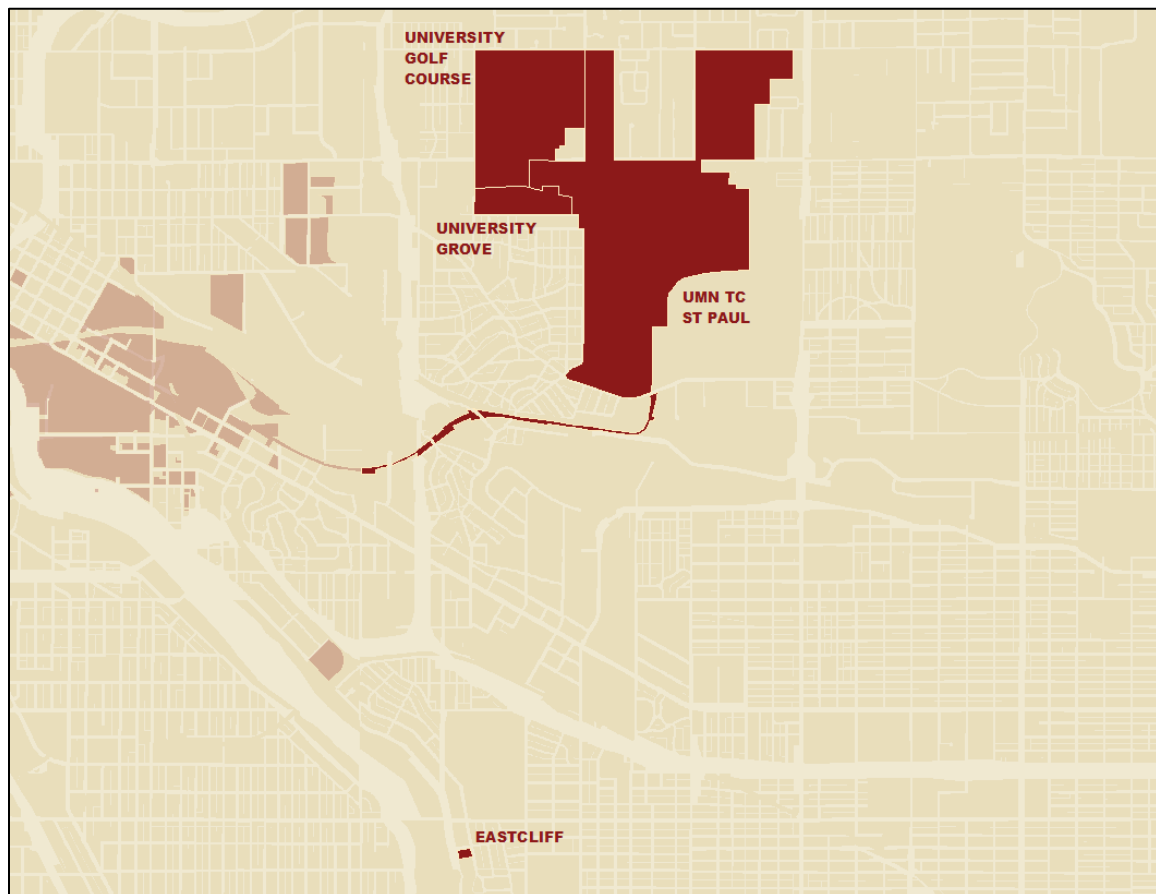 UNIVERSITY
GOLF
COURSE
UNIVERSITY
GROVE
UMN TC
ST PAUL
EASTCLIFF